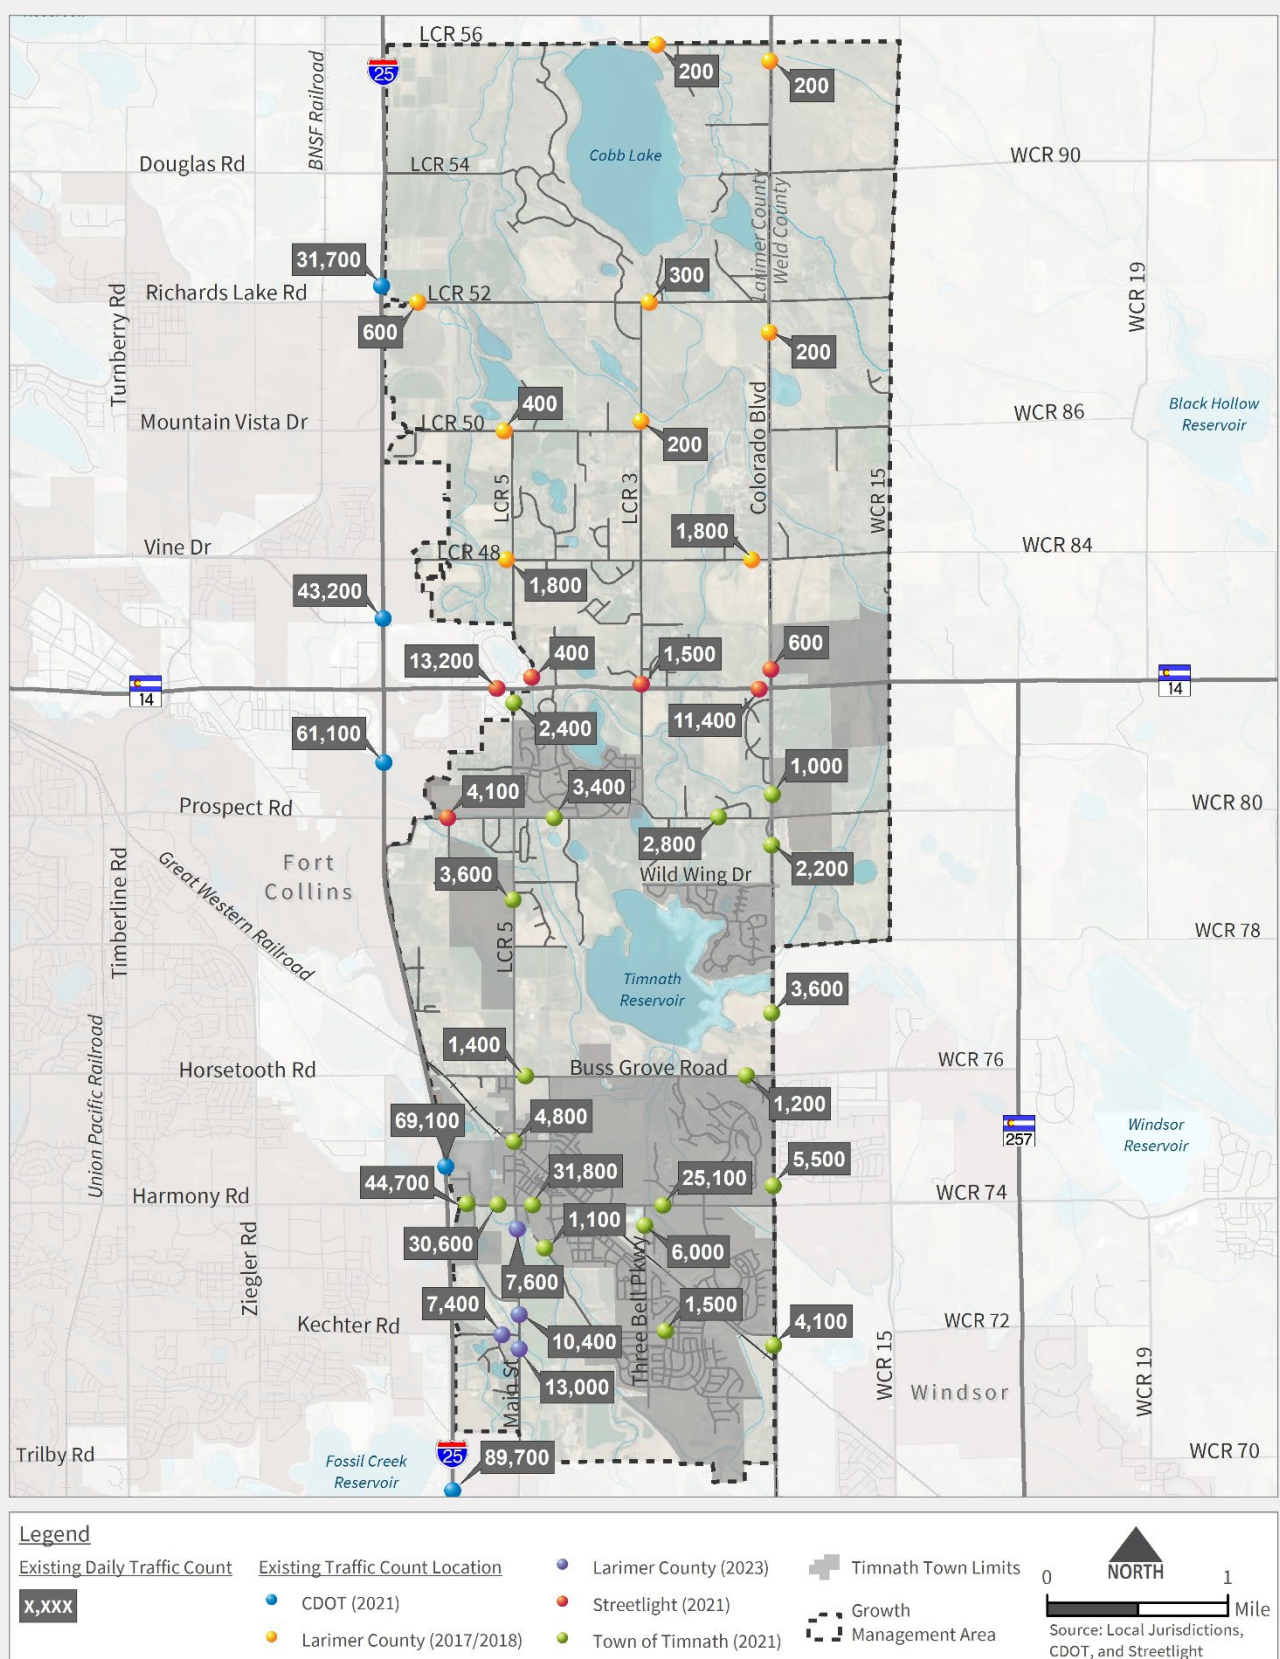 LCR 56
25
BNSF Railroad
200
200
Cobb Lake
Douglas Rd
LCR 54
WCR 90
Larimer County
Weld County
31,700
300
Richards Lake Rd
LCR 52
600
WCR 19
Turnberry Rd
200
400
Mountain Vista Dr
LCR 50
WCR 86
Black Hollow
Reservoir
200
Colorado Blvd
LCR 5
LCR 3
WCR 15
1,800
Vine Dr
LCR 48
WCR 84
1,800
43,200
400
1,500
600
13,200
14
14
2,400
11,400
61,100
1,000
4,100
3,400
Prospect Rd
WCR 80
2,800
Fort
Collins
3,600
Wild Wing Dr
2,200
Great Western Railroad
Timberline Rd
LCR 5
WCR 78
Timnath
Reservoir
3,600
1,400
Horsetooth Rd
Buss Grove Road
WCR 76
1,200
Union Pacific Railroad
69,100
4,800
257
Windsor
Reservoir
5,500
44,700
31,800
25,100
Harmony Rd
WCR 74
1,100
30,600
6,000
Ziegler Rd
7,600
Three Bell Pkwy
7,400
1,500
Kechter Rd
4,100
WCR 72
10,400
WCR 15
WCR 19
13,000
Main St
Windsor
Trilby Rd
25
89,700
WCR 70
Fossil Creek
Reservoir
Legend
Existing Daily Traffic Count
X,XXX
Existing Traffic Count Location
CDOT (2021)
Larimer County (2017/2018)
Larimer County (2023)
Streetlight (2021)
Town of Timnath (2021)
Timnath Town Limits
Growth
Management Area
NORTH
0 1
Mile
Source: Local Jurisdictions,
CDOT, and Streetlight